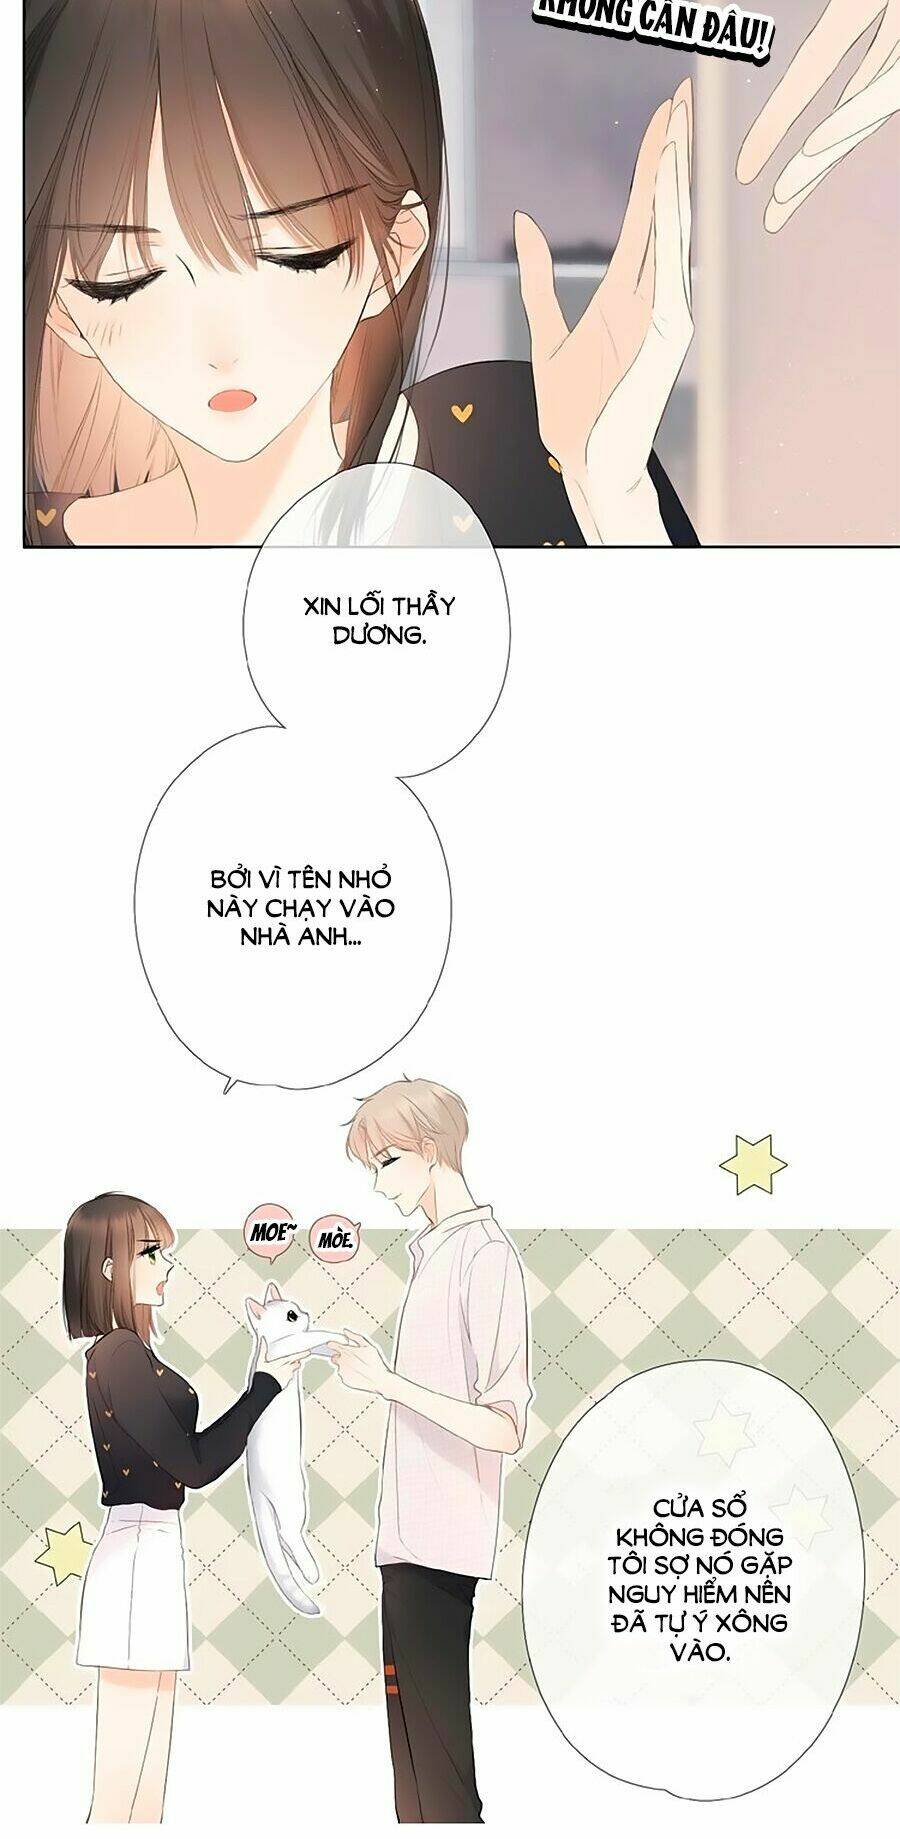 KHÔNG CẦN ĐÂU!
XIN LỖI THẦY
DƯƠNG.
BỞI VÌ TÊN NHỎ
NÀY CHẠY VÀO
NHÀ ANH...
MOE~
MÒE.
CỬA SỔ
KHÔNG ĐÓNG
TÔI SỢ NÓ GẶP
NGUY HIỂM NÊN
ĐÃ TỰ Ý XÔNG
VÀO.